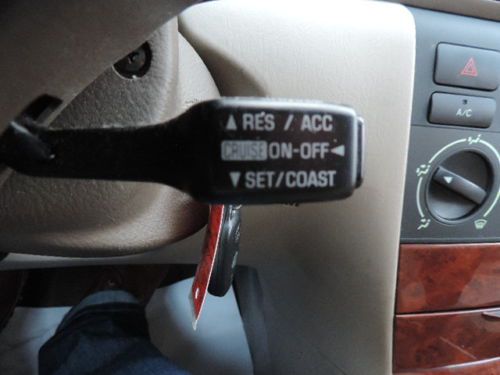 ▲ RES / ACC
CRUISE ON-OFF ◄
▼ SET/COAST
A/C